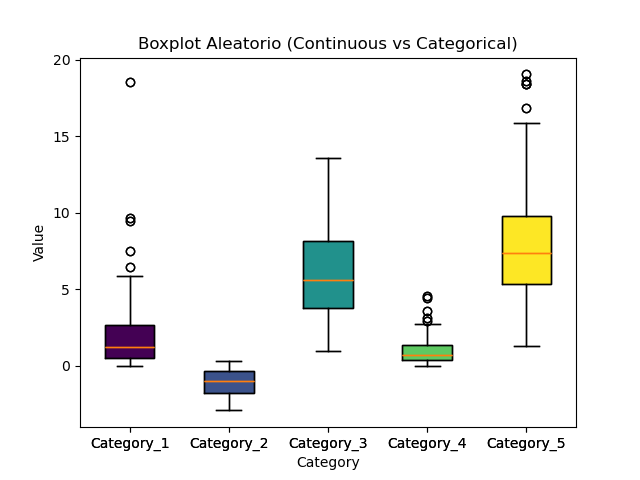 Boxplot Aleatorio (Continuous vs Categorical)
20
15
10
5
0
Value
Category_1 Category_2 Category_3 Category_4 Category_5
Category